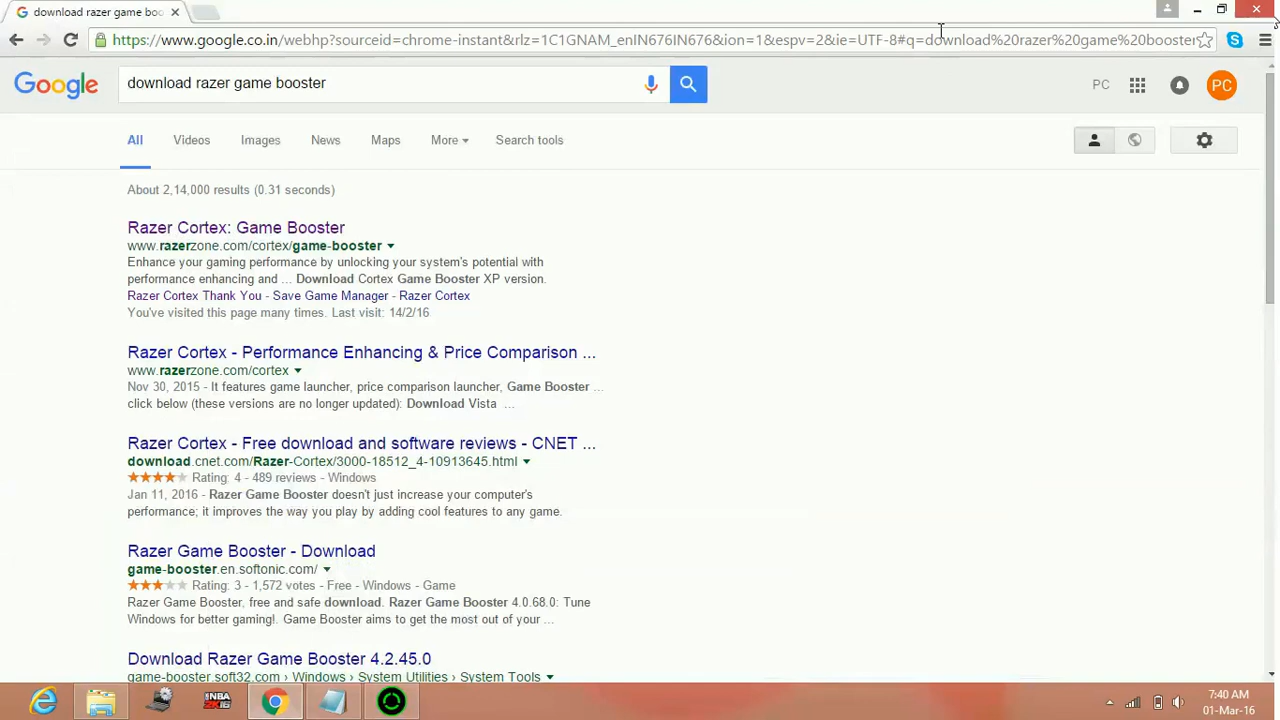 download razer game boo
https://www.google.co.in/webhp?sourceid=chrome-instant&rlz=1C1GNAM_enIN676IN676&ion=1&espv=2&ie=UTF-8#q=download%20razer%20game%20booster
Google
download razer game booster
PC
PC
All Videos Images News Maps More Search tools
About 2,14,000 results (0.31 seconds)
Razer Cortex: Game Booster
www.razerzone.com/cortex/game-booster
Enhance your gaming performance by unlocking your system's potential with
performance enhancing and ... Download Cortex Game Booster XP version.
Razer Cortex Thank You - Save Game Manager - Razer Cortex
You've visited this page many times. Last visit: 14/2/16
Razer Cortex - Performance Enhancing & Price Comparison ...
www.razerzone.com/cortex
Nov 30, 2015 - It features game launcher, price comparison launcher, Game Booster ...
click below (these versions are no longer updated): Download Vista ...
Razer Cortex - Free download and software reviews - CNET ...
download.cnet.com/Razer-Cortex/3000-18512_4-10913645.html
Rating: 4 - 489 reviews - Windows
Jan 11, 2016 - Razer Game Booster doesn't just increase your computer's
performance; it improves the way you play by adding cool features to any game.
Razer Game Booster - Download
game-booster.en.softonic.com/
Rating: 3 - 1,572 votes - Free - Windows - Game
Razer Game Booster, free and safe download. Razer Game Booster 4.0.68.0: Tune
Windows for better gaming!. Game Booster aims to get the most out of your ...
Download Razer Game Booster 4.2.45.0
game-booster.soft32.com › Windows › System Utilities › System Tools
NBA
2K16
7:40 AM
01-Mar-16